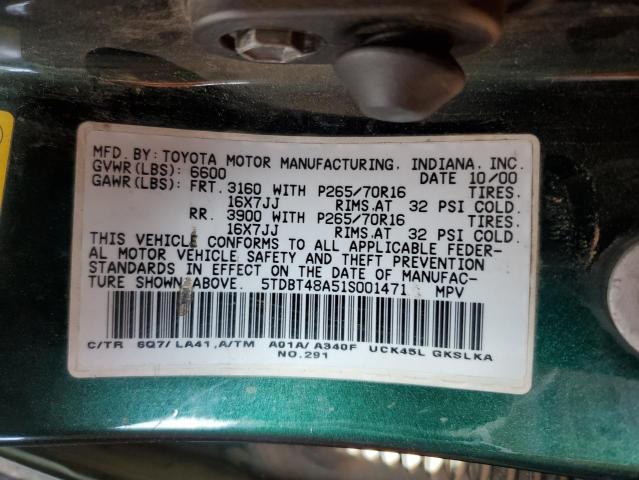 MFD. BY: TOYOTA MOTOR MANUFACTURING, INDIANA, INC.
GVWR(LBS): 6600 DATE 10/00
GAWR(LBS): FRT. 3160 WITH P265/70R16 TIRES.
16X7JJ RIMS.AT 32 PSI COLD.
RR. 3900 WITH P265/70R16 TIRES.
16X7JJ RIMS.AT 32 PSI COLD.
THIS VEHICLE CONFORMS TO ALL APPLICABLE FEDER-
AL MOTOR VEHICLE SAFETY AND THEFT PREVENTION
STANDARDS IN EFFECT ON THE DATE OF MANUFAC-
TURE SHOWN ABOVE. 5TDBT48A51S001471 MPV
C/TR 6Q7/ LA41 ,A/TM A01A/ A340F UCK45L GKSLKA
NO.291